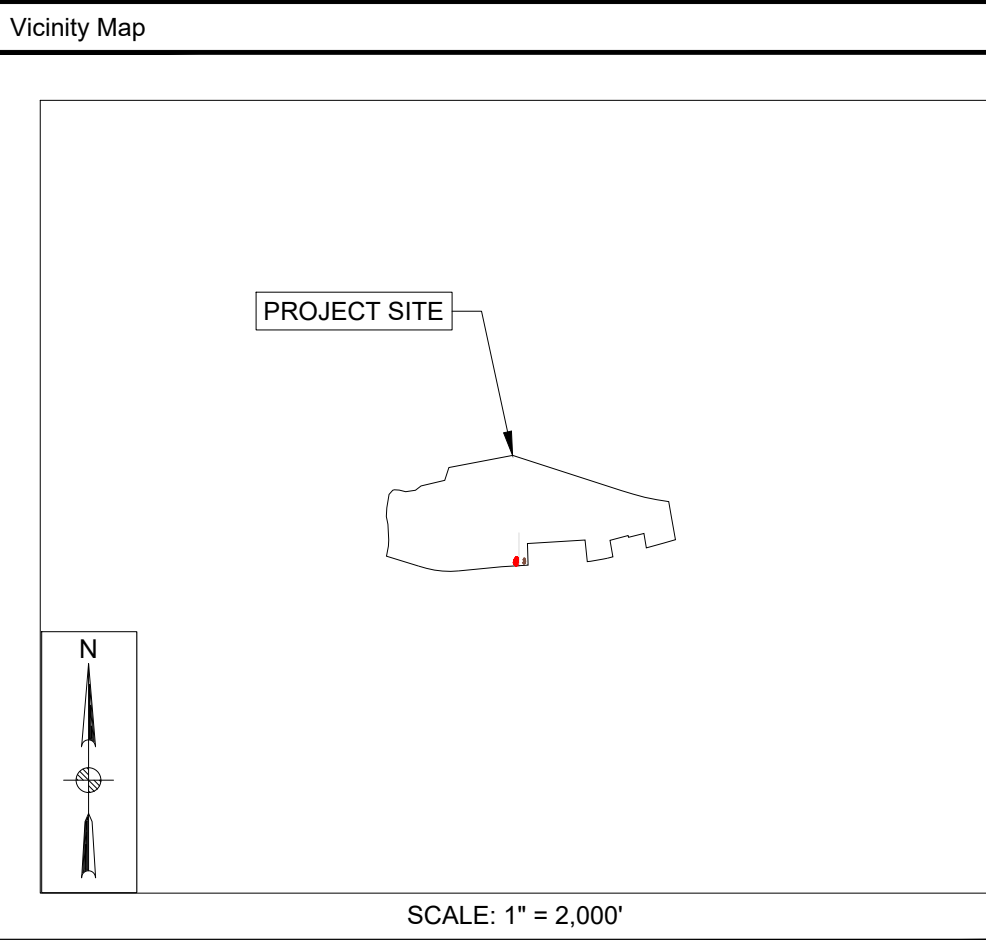 Vicinity Map
PROJECT SITE
N
SCALE: 1" = 2,000'